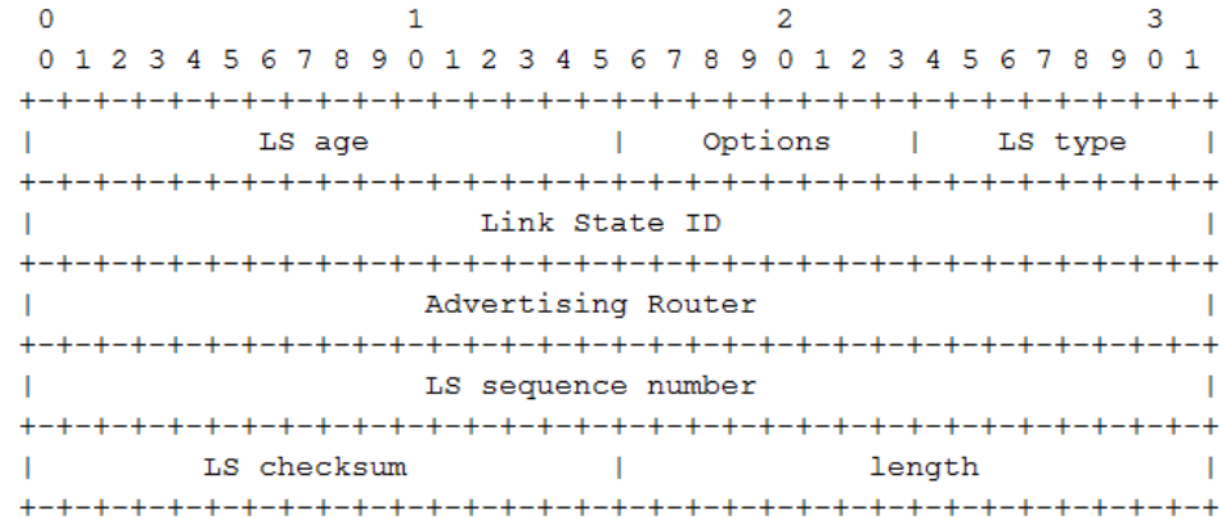 0                   1                   2                   3
0 1 2 3 4 5 6 7 8 9 0 1 2 3 4 5 6 7 8 9 0 1 2 3 4 5 6 7 8 9 0 1
+-+-+-+-+-+-+-+-+-+-+-+-+-+-+-+-+-+-+-+-+-+-+-+-+-+-+-+-+-+-+-+-+
|            LS age             |    Options    |    LS type    |
+-+-+-+-+-+-+-+-+-+-+-+-+-+-+-+-+-+-+-+-+-+-+-+-+-+-+-+-+-+-+-+-+
|                        Link State ID                          |
+-+-+-+-+-+-+-+-+-+-+-+-+-+-+-+-+-+-+-+-+-+-+-+-+-+-+-+-+-+-+-+-+
|                     Advertising Router                        |
+-+-+-+-+-+-+-+-+-+-+-+-+-+-+-+-+-+-+-+-+-+-+-+-+-+-+-+-+-+-+-+-+
|                     LS sequence number                        |
+-+-+-+-+-+-+-+-+-+-+-+-+-+-+-+-+-+-+-+-+-+-+-+-+-+-+-+-+-+-+-+-+
|         LS checksum           |             length            |
+-+-+-+-+-+-+-+-+-+-+-+-+-+-+-+-+-+-+-+-+-+-+-+-+-+-+-+-+-+-+-+-+